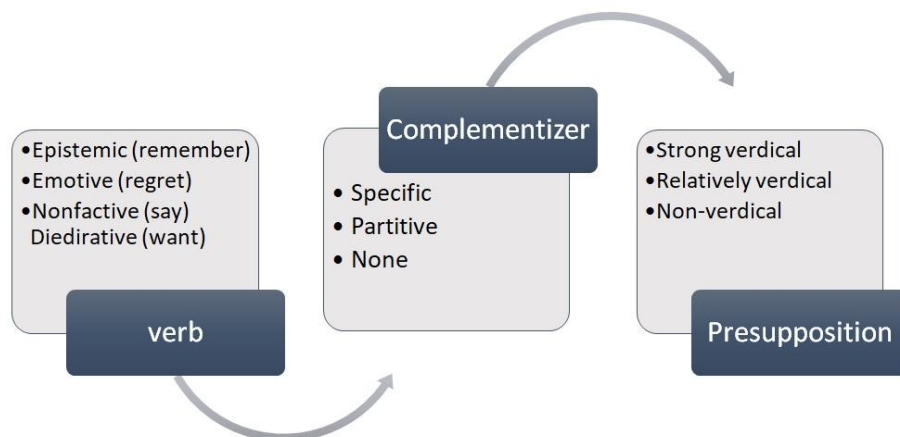 •Epistemic (remember)
•Emotive (regret)
•Nonfactive (say)
Diedirative (want)
verb
Complementizer
• Specific
• Partitive
• None
•Strong verdical
•Relatively verdical
•Non-verdical
Presupposition